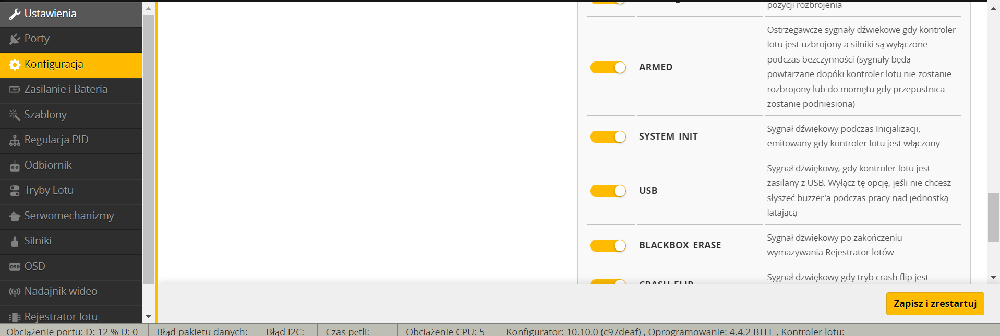 Ustawienia
Porty
Konfiguracja
Zasilanie i Bateria
Szablony
Regulacja PID
Odbiornik
Tryby Lotu
Serwomechanizmy
Silniki
OSD
OSD
Nadajnik wideo
Rejestrator lotu
pozycji rozbrojenia
ARMED
Ostrzegawcze sygnały dźwiękowe gdy kontroler
lotu jest uzbrojony a silniki są wyłączone
podczas bezczynności (sygnały będą
powtarzane dopóki kontroler lotu nie zostanie
rozbrojony lub do momętu gdy przepustnica
zostanie podniesiona)
SYSTEM_INIT
Sygnał dźwiękowy podczas Inicjalizacji,
emitowany gdy kontroler lotu jest włączony
USB
Sygnał dźwiękowy, gdy kontroler lotu jest
zasilany z USB. Wyłącz tę opcję, jeśli nie chcesz
słyszeć buzzer'a podczas pracy nad jednostką
latającą
BLACKBOX_ERASE
Sygnał dźwiękowy po zakończeniu
wymazywania Rejestrator lotów
CRASH_FLIP
Sygnał dzwiękowy gdy tryb crash flip jest
Zapisz i zrestartuj
Obciążenie portu: D: 12 % U: 0
Błąd pakietu danych:
Błąd I2C:
Czas pętli:
Obciążenie CPU: 5
Konfigurator: 10.10.0 (c97deaf) , Oprogramowanie: 4.4.2 BTFL , Kontroler lotu: